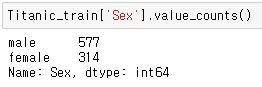 Titanic_train['Sex'].value_counts()
male      577
female    314
Name: Sex, dtype: int64